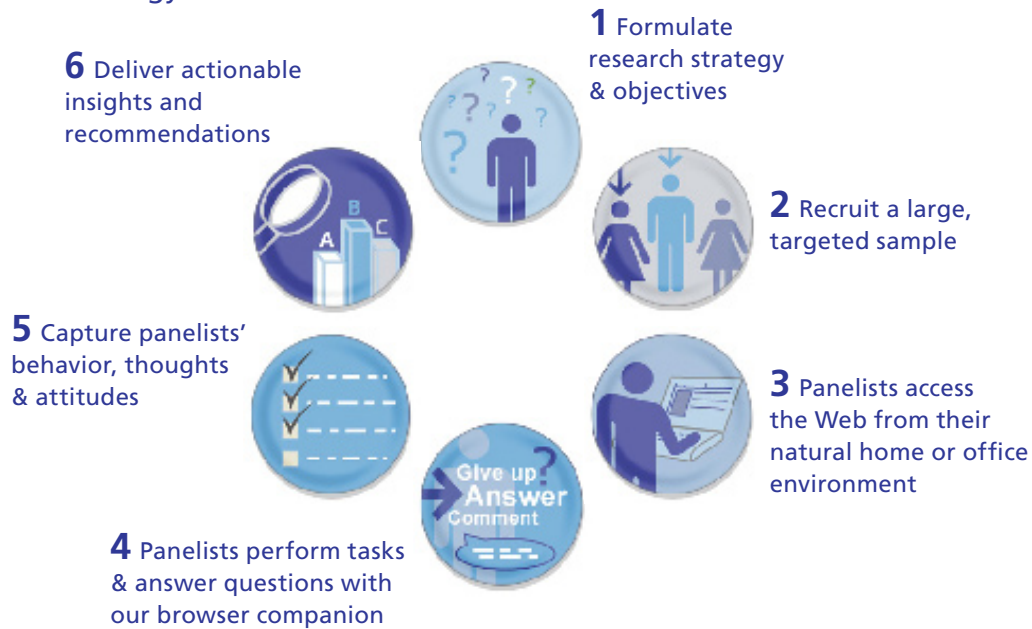 1 Formulate
research strategy
& objectives
2 Recruit a large,
targeted sample
3 Panelists access
the Web from their
natural home or office
environment
4 Panelists perform tasks
& answer questions with
our browser companion
5 Capture panelists'
behavior, thoughts
& attitudes
6 Deliver actionable
insights and
recommendations
? ? ? ? ? ? ? ?
A B C
Give up
?
Answer
Comment